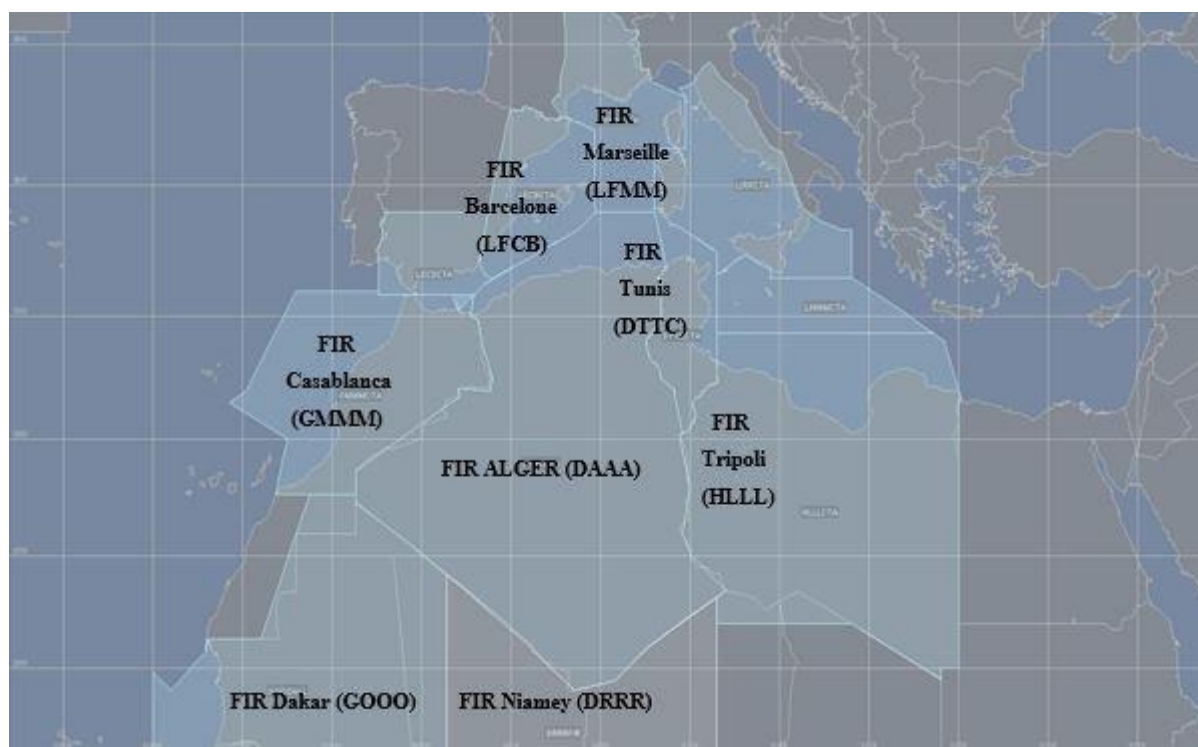 FIR
Marseille
(LFMM)
FIR
Barcelone
(LFCB)
FIR
Tunis
(DTTC)
FIR
Casablanca
(GMMM)
FIR
Tripoli
(HLLL)
FIR ALGER (DAAA)
HLLLCTA
FIR Dakar (GOOO)
FIR Niamey (DRRR)